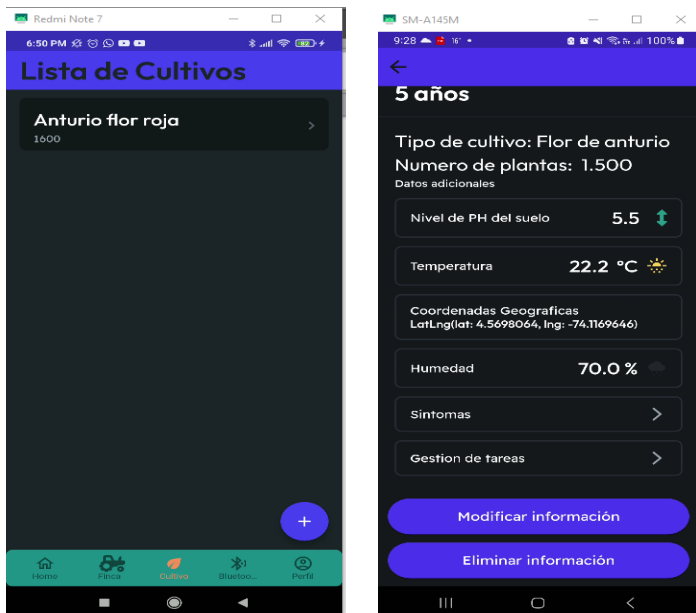 Redmi Note 7
6:50 PM
82
Lista de Cultivos
Anturio flor roja
1600
+
Home
Finca
Cultivo
Bluetoo...
Perfil
SM-A145M
9:28 16° 100%
5 años
Tipo de cultivo: Flor de anturio
Numero de plantas: 1.500
Datos adicionales
Nivel de PH del suelo 5.5
Temperatura 22.2 °C
Coordenadas Geograficas
LatLng(lat: 4.5698064, lng: -74.1169646)
Humedad 70.0 %
Sintomas
Gestion de tareas
Modificar información
Eliminar información